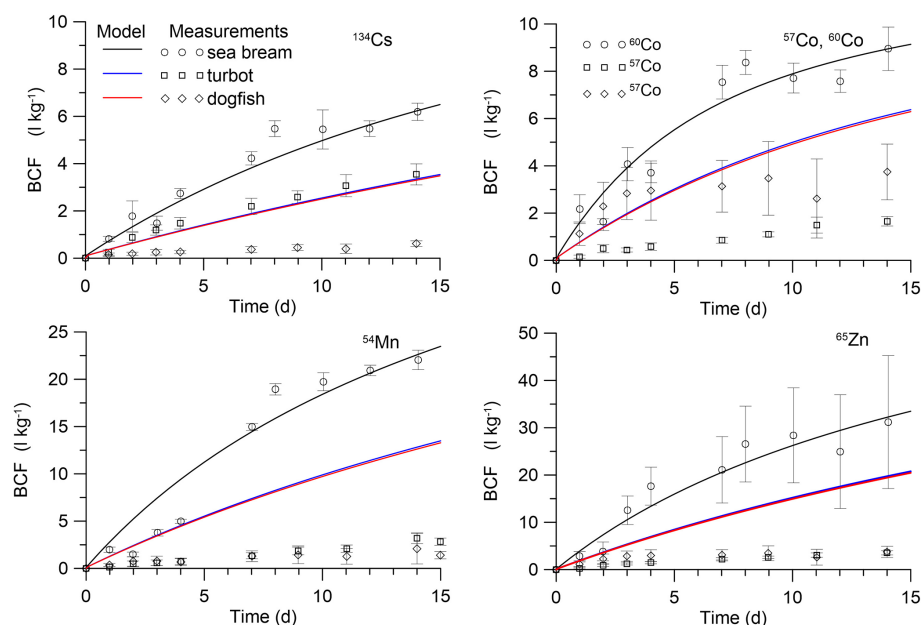 Model Measurements
sea bream
turbot
dogfish
¹³⁴Cs
10
8
6
4
2
0
BCF (l kg⁻¹)
0 5 10 15
Time (d)
⁶⁰Co
⁵⁷Co
⁵⁷Co
⁵⁷Co, ⁶⁰Co
10
8
6
4
2
0
BCF (l kg⁻¹)
0 5 10 15
Time (d)
⁵⁴Mn
25
20
15
10
5
0
BCF (l kg⁻¹)
0 5 10 15
Time (d)
⁶⁵Zn
50
40
30
20
10
0
BCF (l kg⁻¹)
0 5 10 15
Time (d)